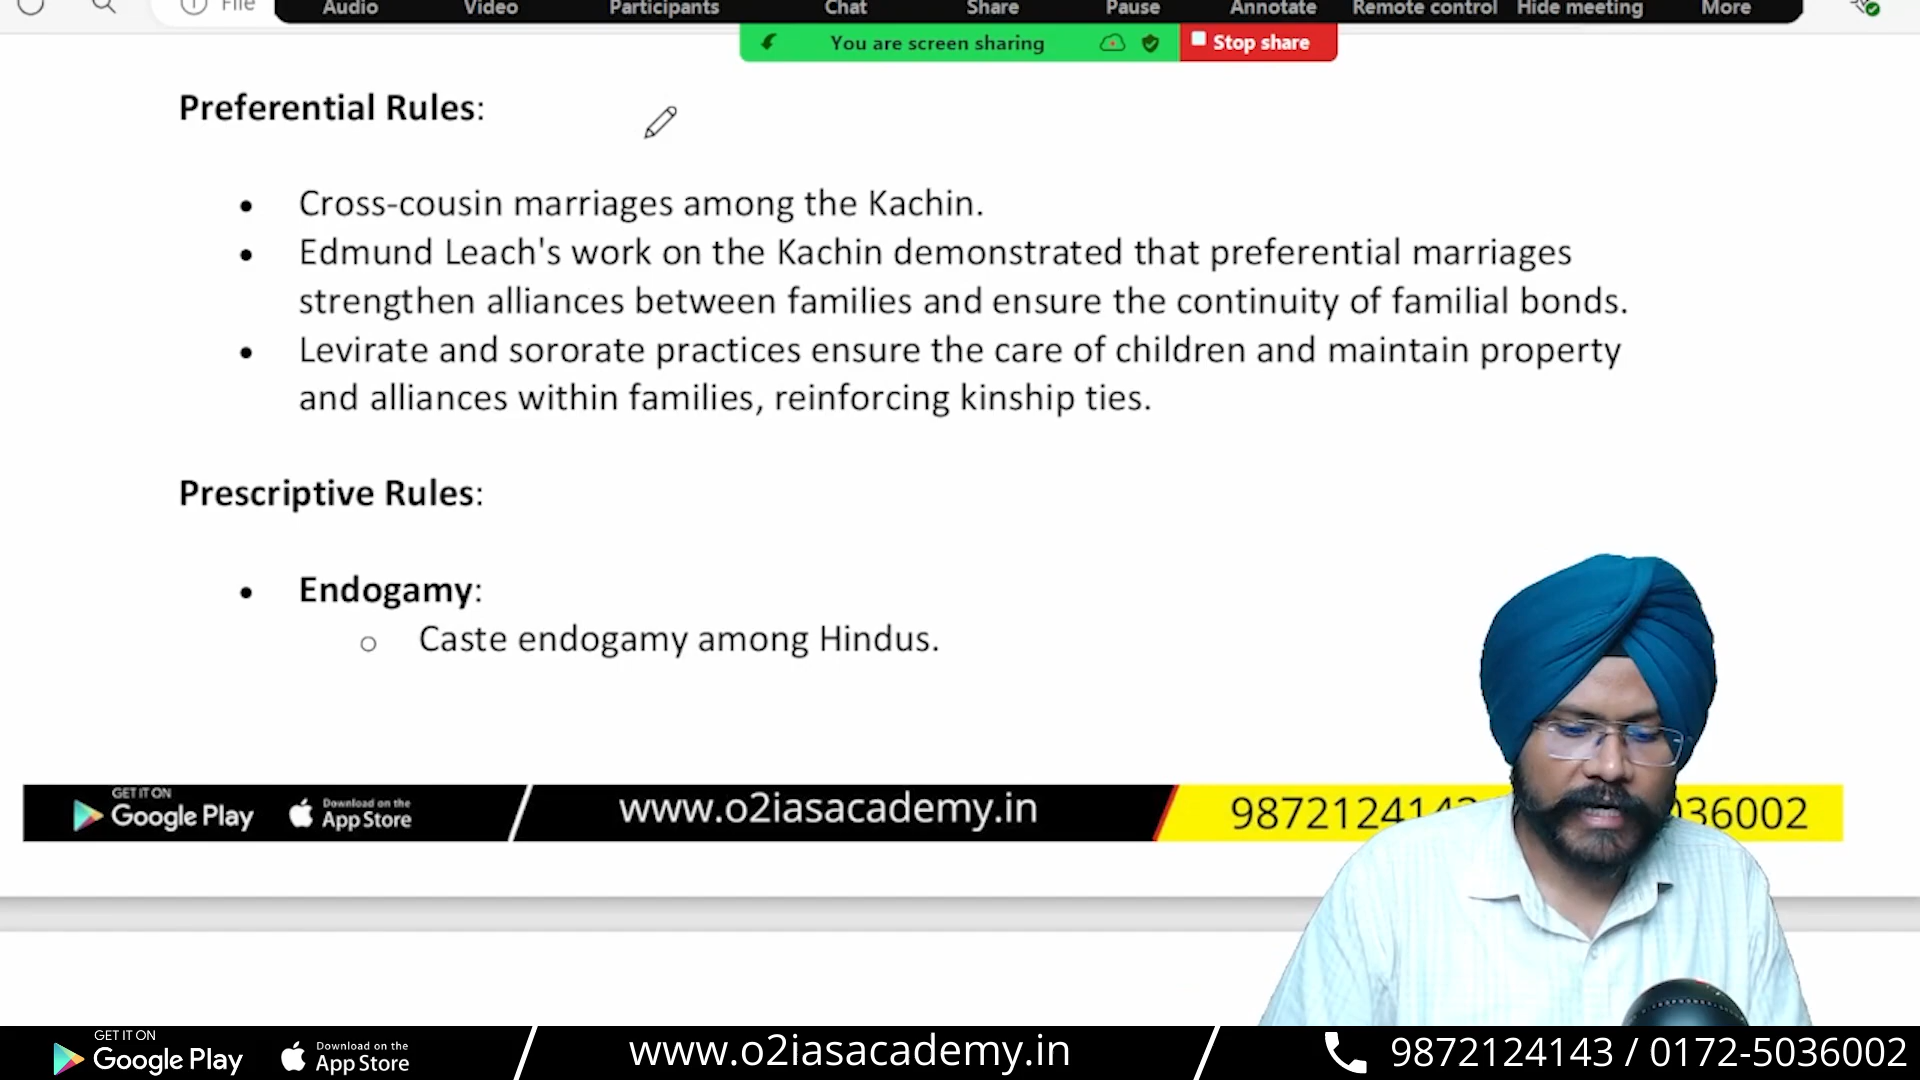 File
Audio Video Participants Chat Share Pause Annotate Remote control Hide meeting More
You are screen sharing Stop share
Preferential Rules:
• Cross-cousin marriages among the Kachin.
• Edmund Leach's work on the Kachin demonstrated that preferential marriages
strengthen alliances between families and ensure the continuity of familial bonds.
• Levirate and sororate practices ensure the care of children and maintain property
and alliances within families, reinforcing kinship ties.
Prescriptive Rules:
• Endogamy:
o Caste endogamy among Hindus.
GET IT ON
Google Play
Download on the
App Store
www.o2iasacademy.in
036002
GET IT ON
Google Play
Download on the
App Store
www.o2iasacademy.in
9872124143 / 0172-5036002